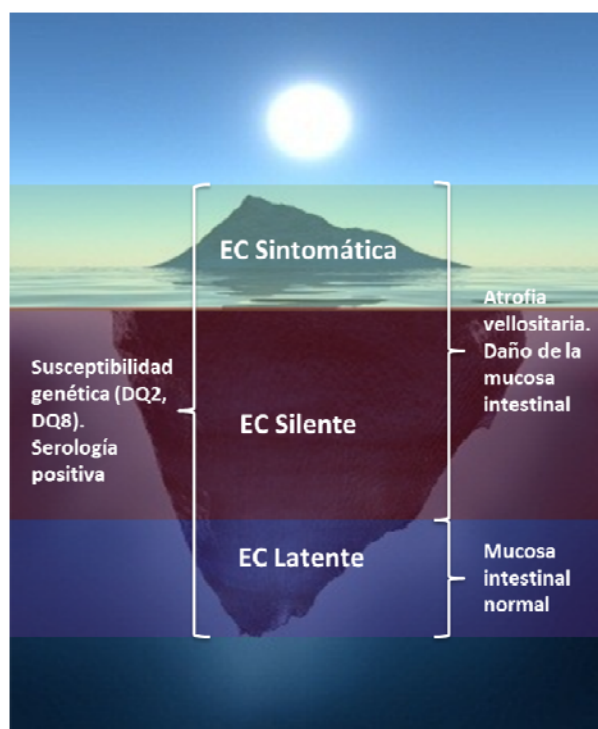 EC Sintomática
Atrofia
vellositaria.
Daño de la
mucosa
intestinal
Susceptibilidad
genética (DQ2,
DQ8).
Serología
positiva
EC Silente
EC Latente
Mucosa
intestinal
normal